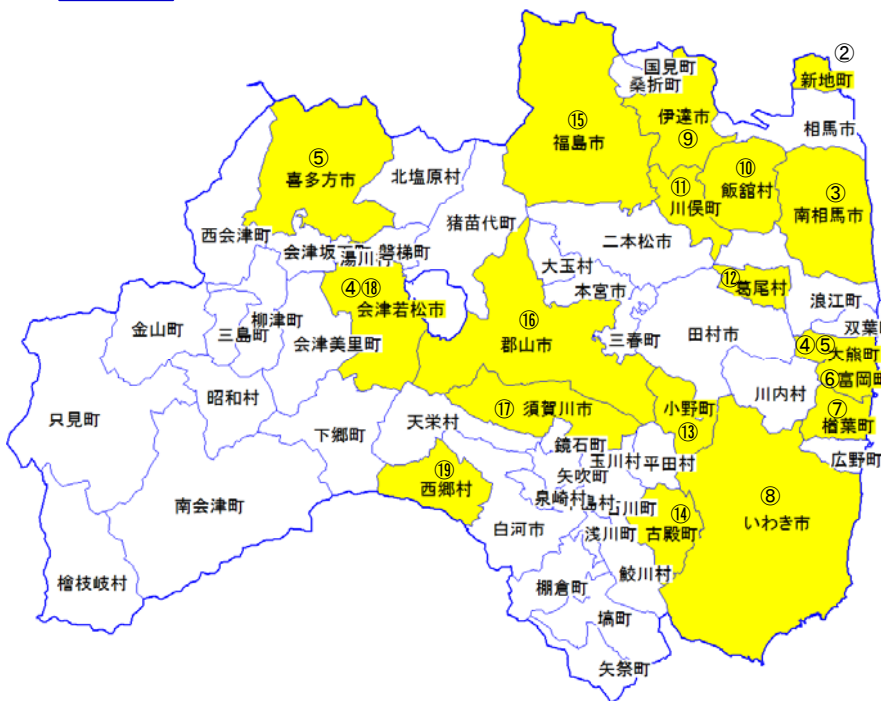 国見町
②
桑折町
新地町
⑮
伊達市
相馬市
福島市
⑨
⑤
⑩
喜多方市
北塩原村
⑪
飯舘村
③
川俣町
南相馬市
猪苗代町
西会津町
二本松市
会津坂下町
磐梯町
湯川村
大玉村
⑫
葛尾村
④⑱
本宮市
浪江町
会津若松市
⑯
金山町
柳津町
三島町
双葉
会津美里町
郡山市
三春町
田村市
④⑤
大熊町
⑥富岡町
昭和村
川内村
只見町
⑰
須賀川市
小野町
⑦
下郷町
天栄村
楢葉町
⑬
鏡石町
広野町
玉川村
平田村
⑲
矢吹町
西郷村
⑧
南会津町
泉崎村
島村
川町
⑭
白河市
浅川町
古殿町
いわき市
鮫川村
檜枝岐村
棚倉町
塙町
矢祭町